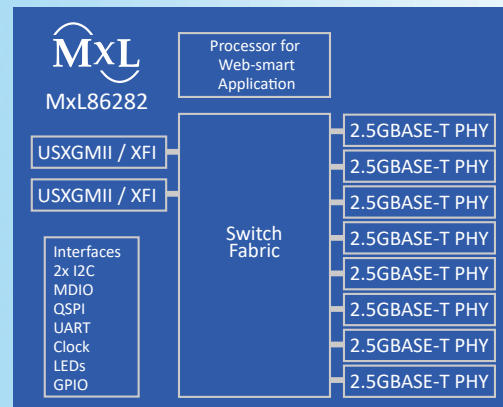 MxL
MxL86282
Processor for
Web-smart
Application
USXGMII / XFI
USXGMII / XFI
Switch
Fabric
2.5GBASE-T PHY
2.5GBASE-T PHY
2.5GBASE-T PHY
2.5GBASE-T PHY
2.5GBASE-T PHY
2.5GBASE-T PHY
2.5GBASE-T PHY
2.5GBASE-T PHY
Interfaces
2x I2C
MDIO
QSPI
UART
Clock
LEDs
GPIO